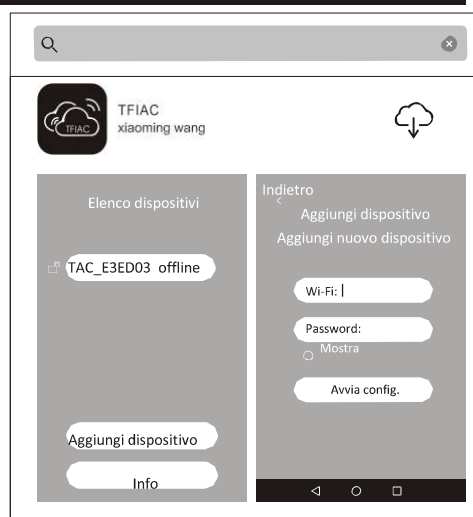 TFIAC
TFIAC
xiaoming wang
Elenco dispositivi
TAC_E3ED03 offline
Aggiungi dispositivo
Info
Indietro
Aggiungi dispositivo
Aggiungi nuovo dispositivo
Wi-Fi:
Password:
Mostra
Avvia config.